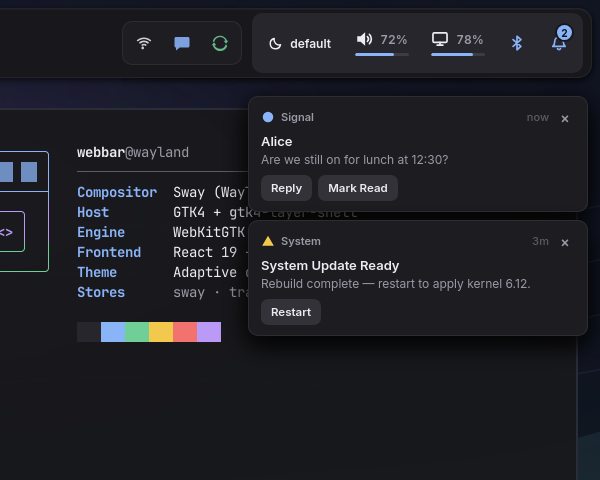 default
72%
78%
2
Signal
now
×
Alice
Are we still on for lunch at 12:30?
Reply
Mark Read
System
3m
×
System Update Ready
Rebuild complete — restart to apply kernel 6.12.
Restart
webbar@wayland
Compositor Sway (Way
Host GTK4 + gtk4-layer-shell
Engine WebKitGTK
Frontend React 19
Theme Adaptive
Stores sway · tra
<>